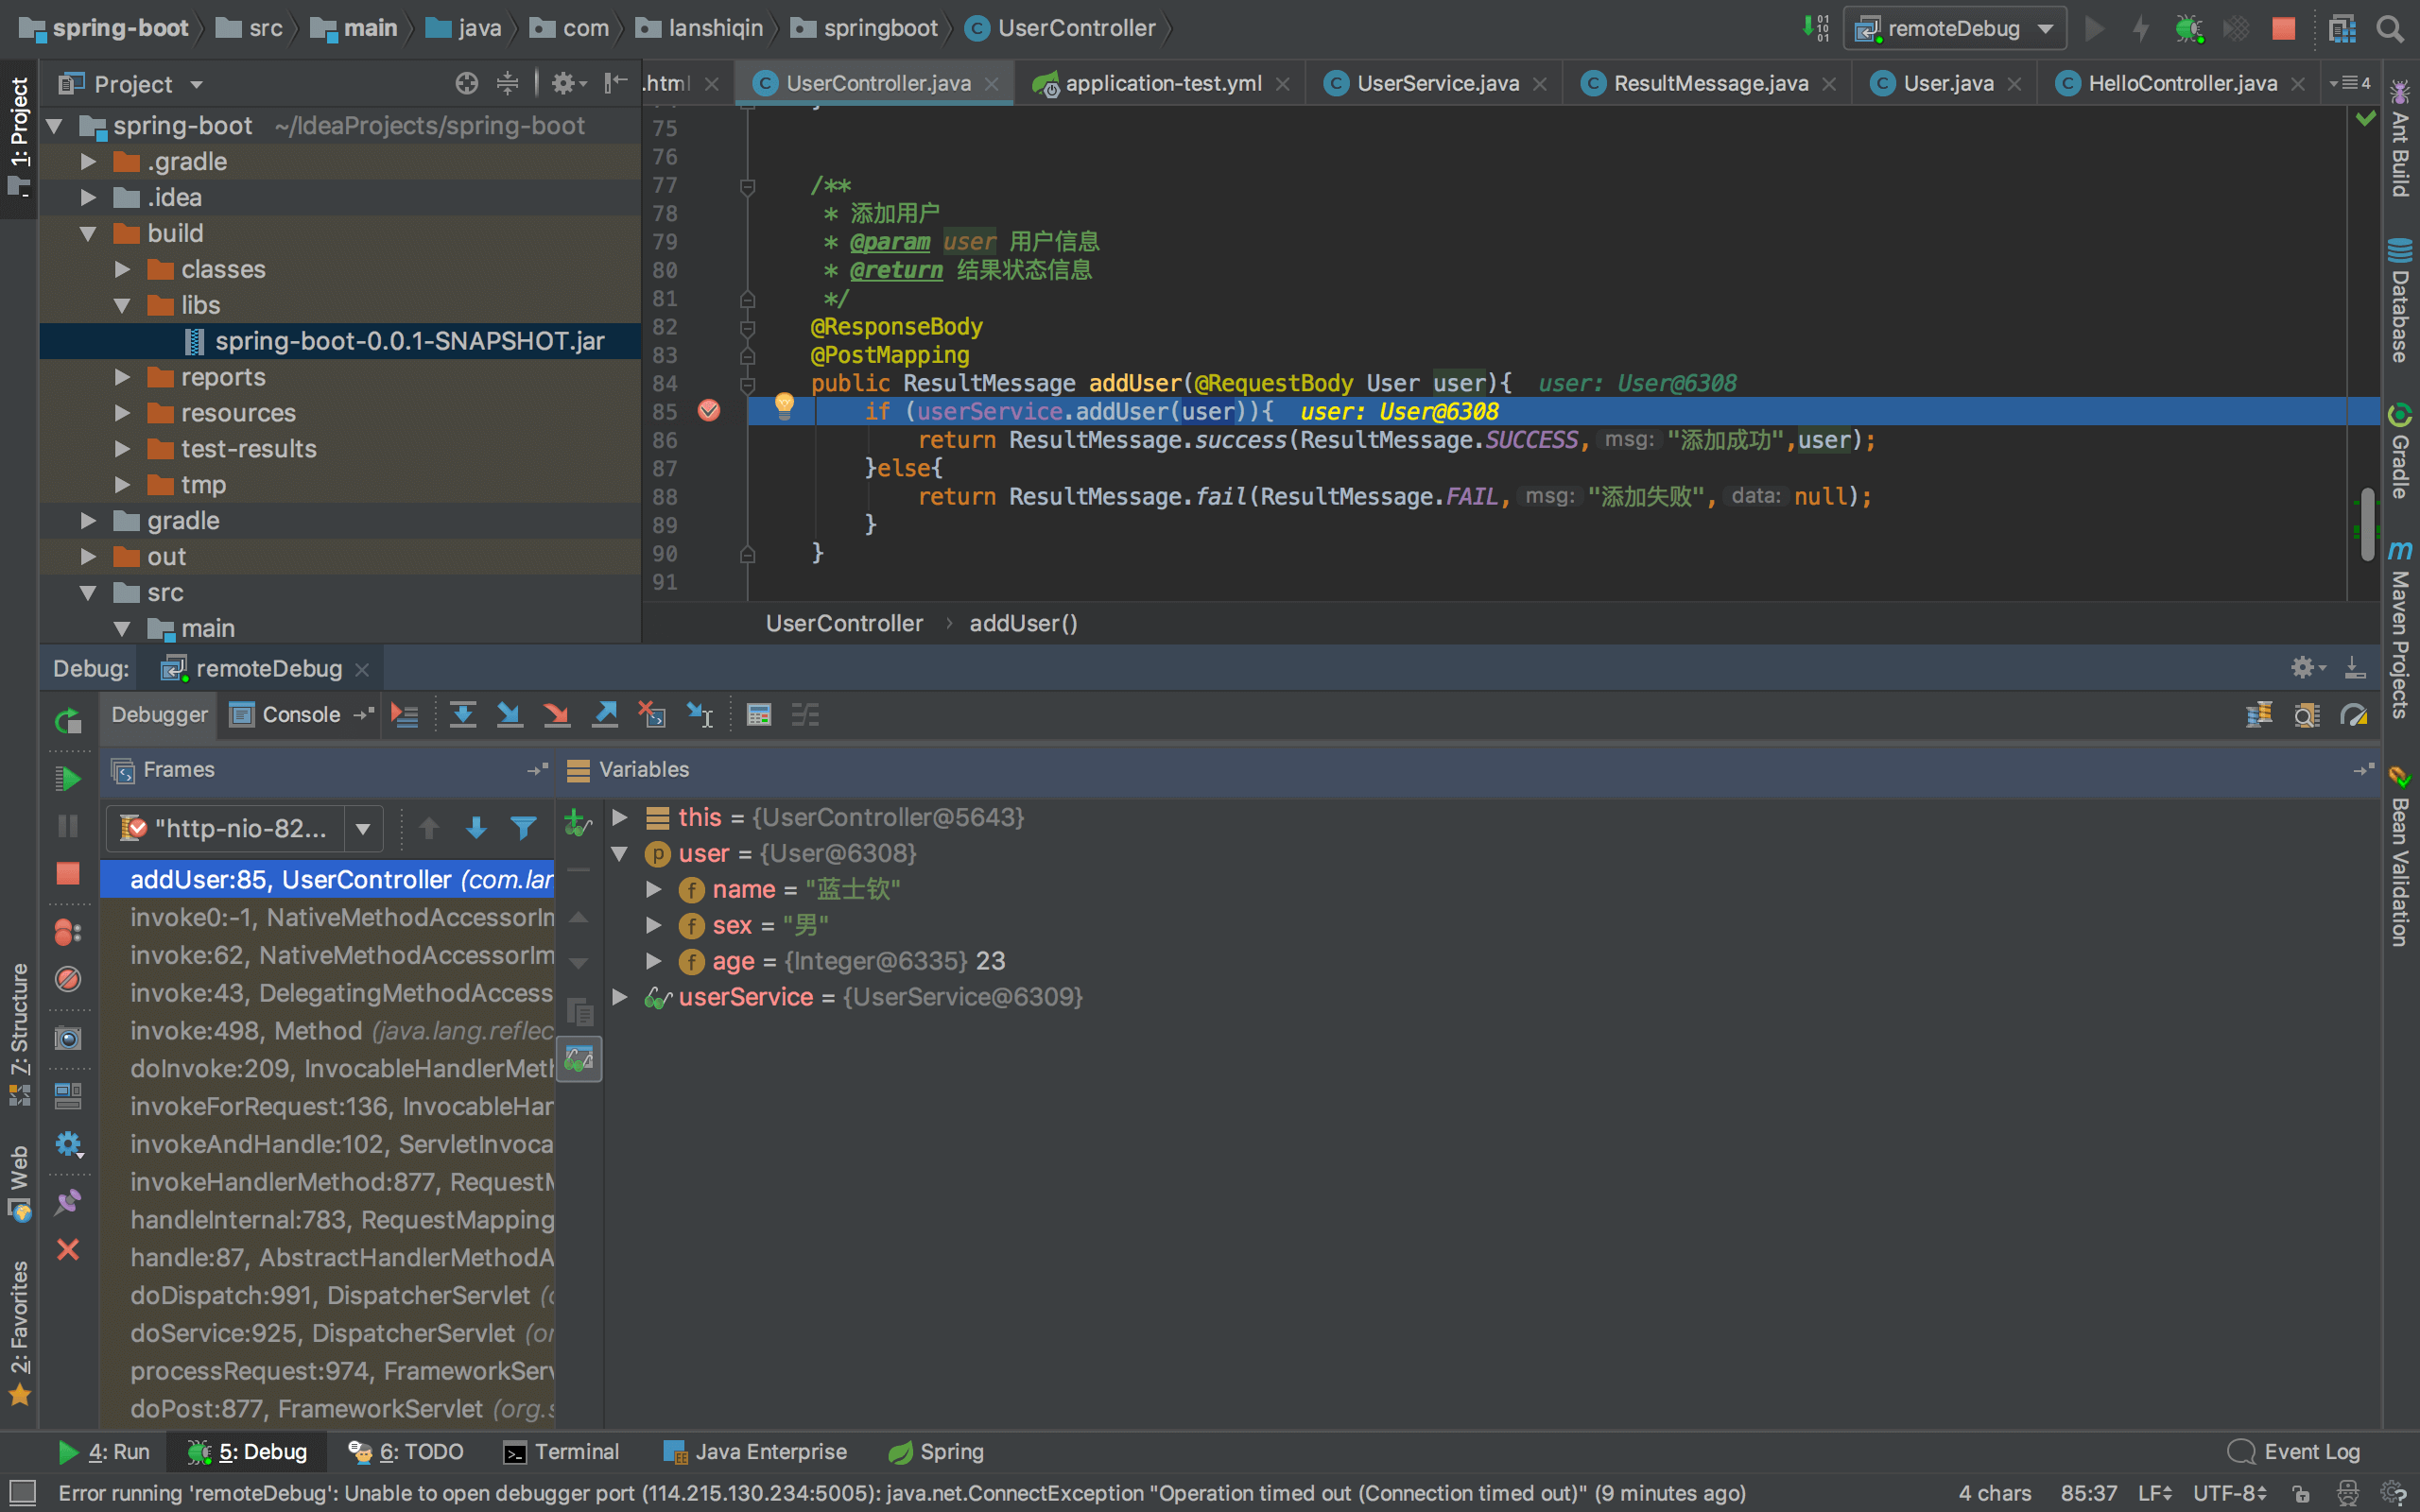 spring-boot src main java com lanshiqin springboot UserController remoteDebug
Project
.html UserController.java application-test.yml UserService.java ResultMessage.java User.java HelloController.java 4
1: Project
spring-boot ~/IdeaProjects/spring-boot
.gradle
.idea
build
classes
libs
spring-boot-0.0.1-SNAPSHOT.jar
reports
resources
test-results
tmp
gradle
out
src
main
75
76
77 /**
78 * 添加用户
79 * @param user 用户信息
80 * @return 结果状态信息
81 */
82 @ResponseBody
83 @PostMapping
84 public ResultMessage addUser(@RequestBody User user){ user: User@6308
85 if (userService.addUser(user)){ user: User@6308
86 return ResultMessage.success(ResultMessage.SUCCESS, msg: "添加成功",user);
87 }else{
88 return ResultMessage.fail(ResultMessage.FAIL, msg: "添加失败", data: null);
89 }
90 }
91
UserController › addUser()
Ant Build
Database
Gradle
Maven Projects
Bean Validation
Debug: remoteDebug
Debugger Console
Frames
Variables
"http-nio-82...
addUser:85, UserController (com.lar
invoke0:-1, NativeMethodAccessorIm
invoke:62, NativeMethodAccessorIm
invoke:43, DelegatingMethodAccess
invoke:498, Method (java.lang.reflec
doInvoke:209, InvocableHandlerMeth
invokeForRequest:136, InvocableHar
invokeAndHandle:102, ServletInvoca
invokeHandlerMethod:877, RequestM
handleInternal:783, RequestMapping
handle:87, AbstractHandlerMethodA
doDispatch:991, DispatcherServlet (o
doService:925, DispatcherServlet (or
processRequest:974, FrameworkServ
doPost:877, FrameworkServlet (org.s
this = {UserController@5643}
user = {User@6308}
name = "蓝士钦"
sex = "男"
age = {Integer@6335} 23
userService = {UserService@6309}
Z: Structure
Web
2: Favorites
4: Run 5: Debug 6: TODO Terminal Java Enterprise Spring Event Log
Error running 'remoteDebug': Unable to open debugger port (114.215.130.234:5005): java.net.ConnectException "Operation timed out (Connection timed out)" (9 minutes ago) 4 chars 85:37 LF UTF-8